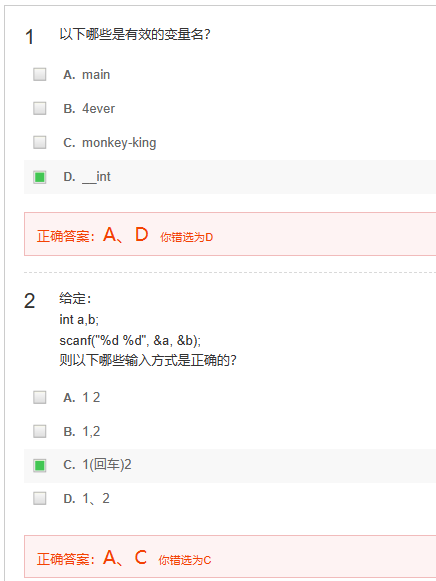 1 以下哪些是有效的变量名?
A. main
B. 4ever
C. monkey-king
D. __int
正确答案: A、D 你错选为D
2 给定:
int a,b;
scanf("%d %d", &a, &b);
则以下哪些输入方式是正确的?
A. 1 2
B. 1,2
C. 1(回车)2
D. 1、2
正确答案: A、C 你错选为C